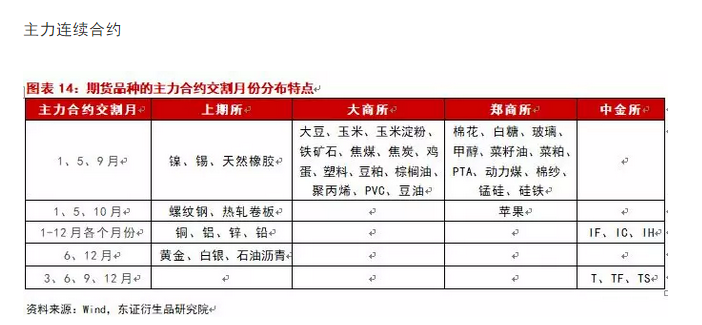 主力连续合约
图表 14：期货品种的主力合约交割月份分布特点
主力合约交割月 上期所 大商所 郑商所 中金所
1、5、9月 镍、锡、天然橡胶 大豆、玉米、玉米淀粉、铁矿石、焦煤、焦炭、鸡蛋、塑料、豆粕、棕榈油、聚丙烯、PVC、豆油 棉花、白糖、玻璃、甲醇、菜籽油、菜粕、PTA、动力煤、棉纱、锰硅、硅铁
1、5、10月 螺纹钢、热轧卷板 苹果
1-12月各个月份 铜、铝、锌、铅 IF、IC、IH
6、12月 黄金、白银、石油沥青
3、6、9、12月 T、TF、TS
资料来源：Wind，东证衍生品研究院